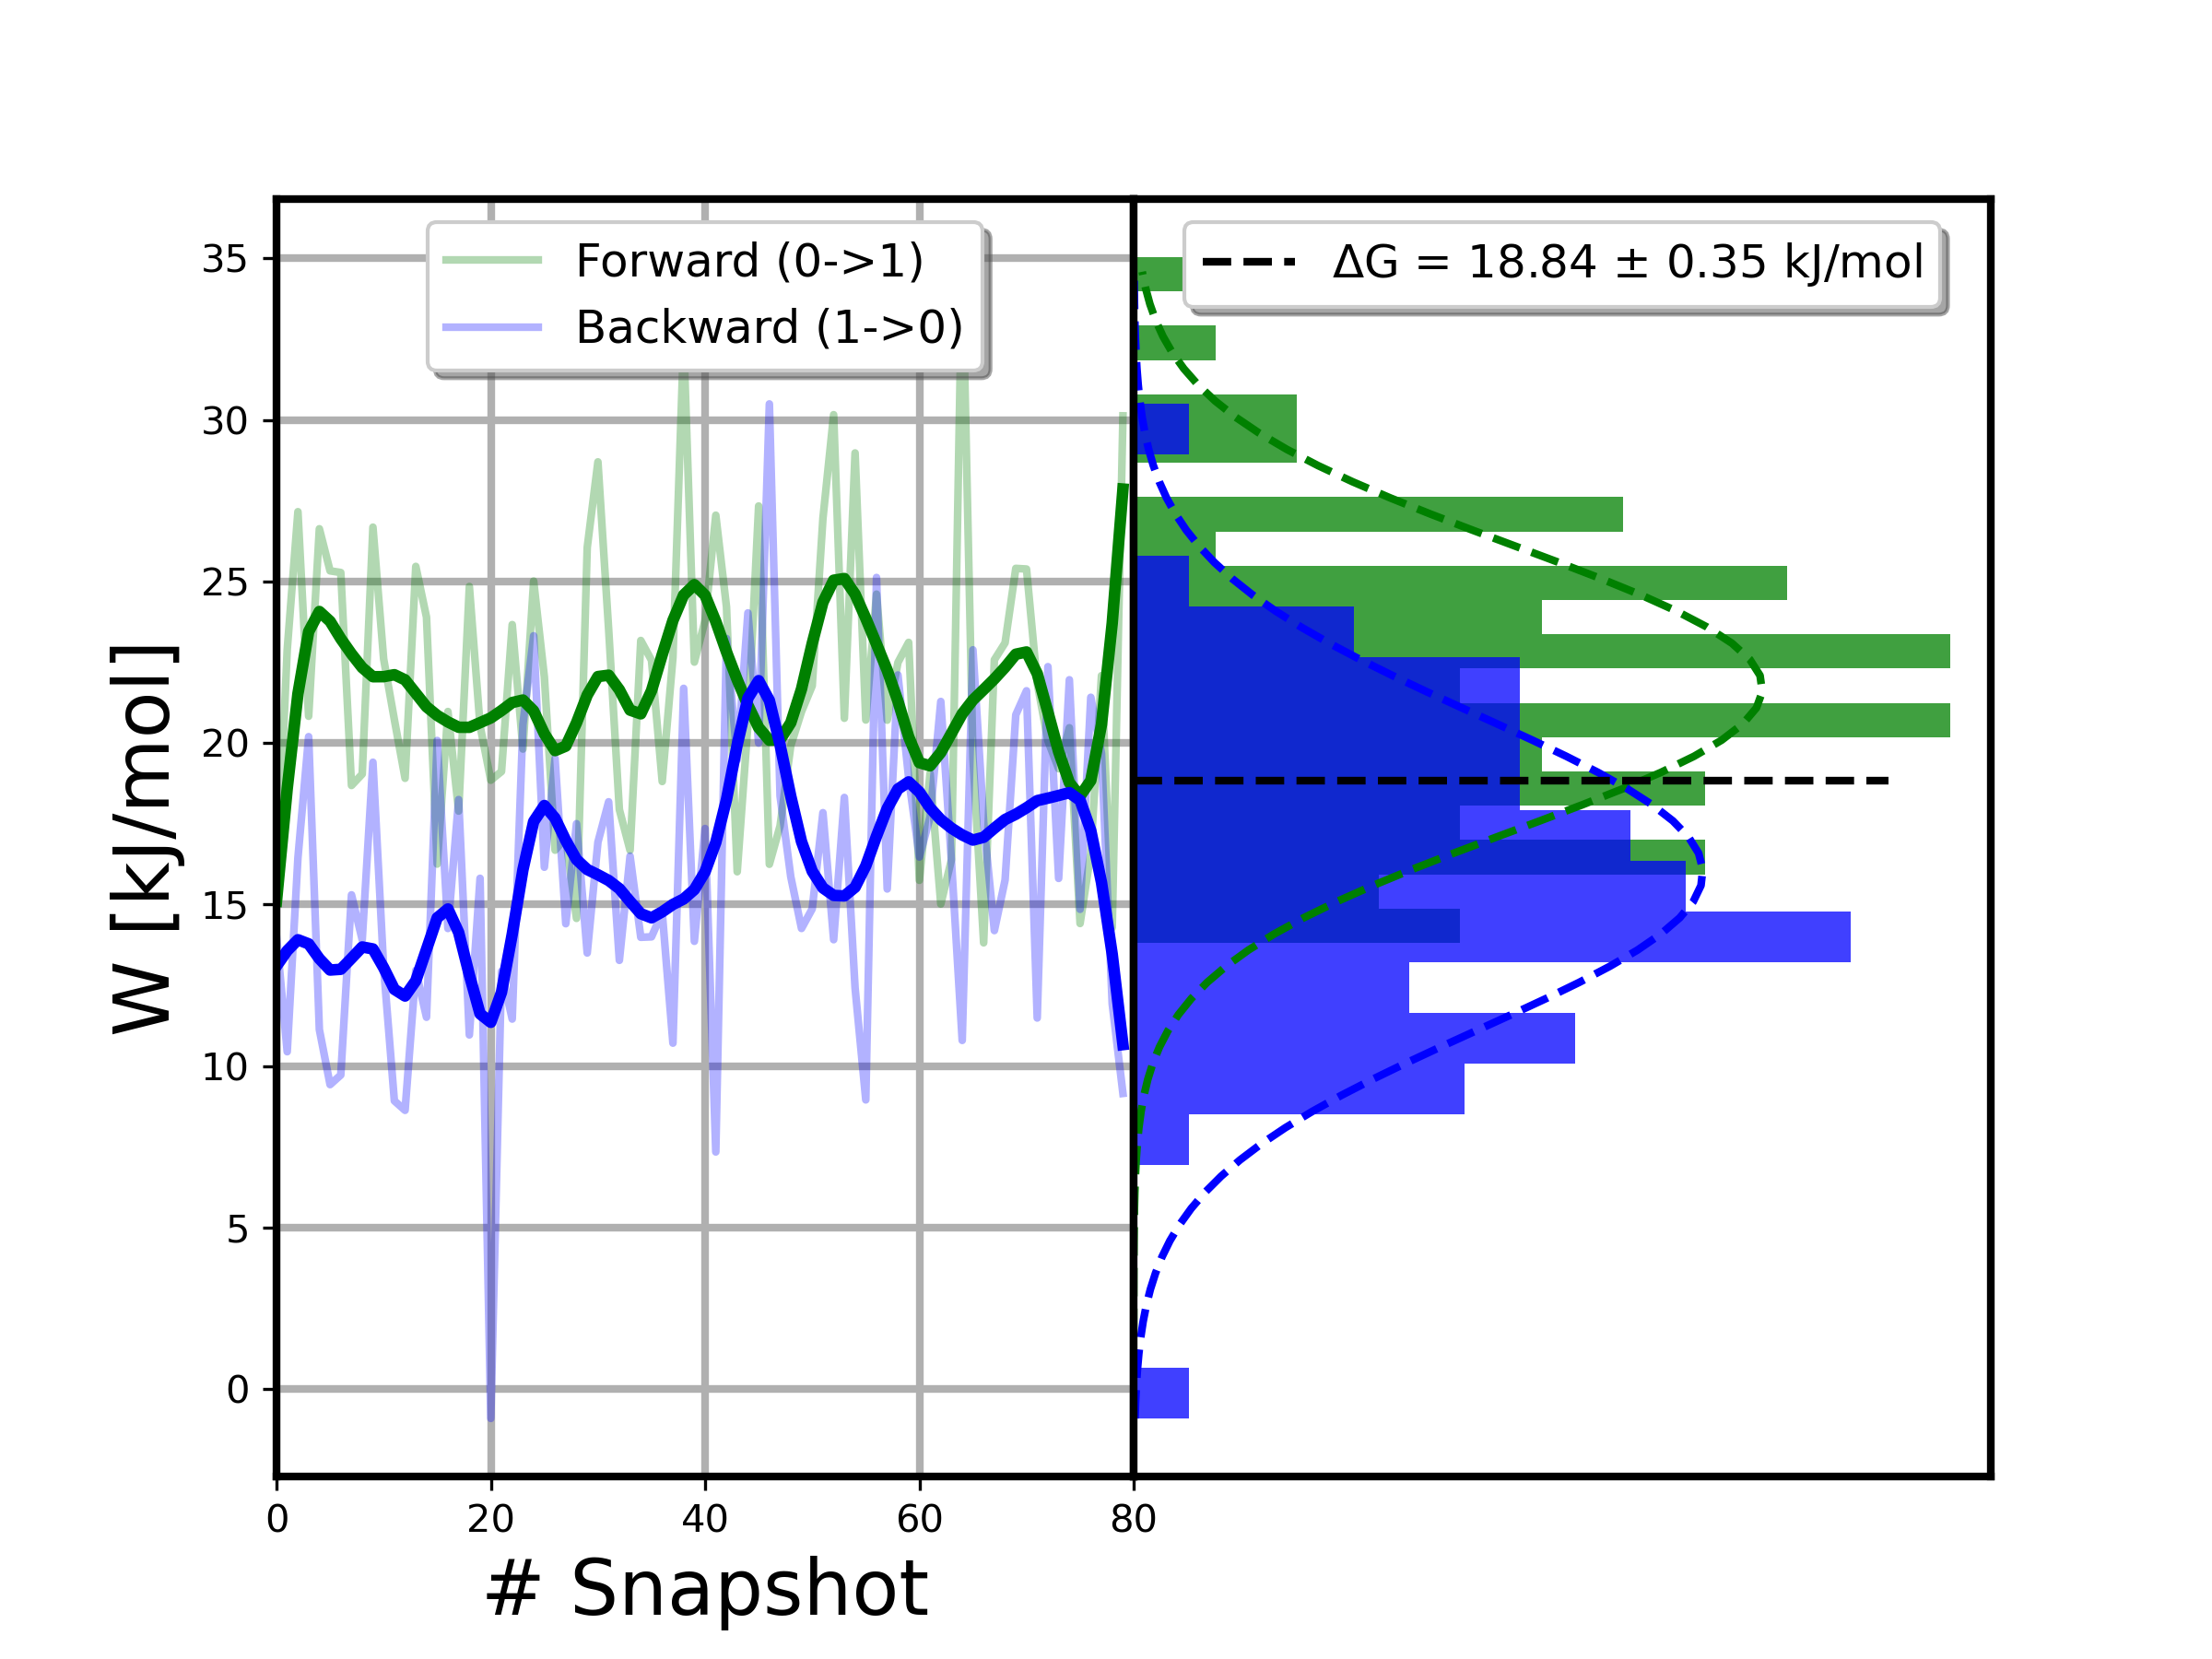 Forward (0->1)
Backward (1->0)
ΔG = 18.84 ± 0.35 kJ/mol
W [kJ/mol]
35
30
25
20
15
10
5
0
0 20 40 60 80
# Snapshot